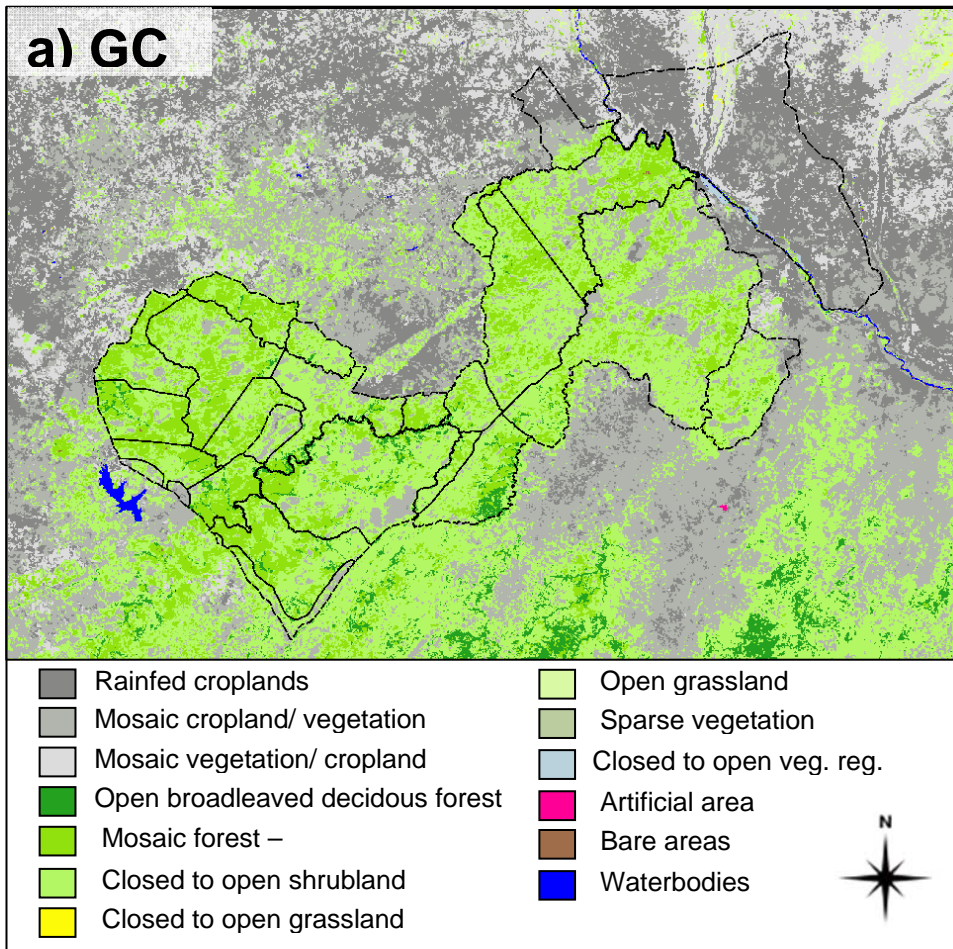 a) GC
Rainfed croplands
Mosaic cropland/ vegetation
Mosaic vegetation/ cropland
Open broadleaved decidous forest
Mosaic forest –
Closed to open shrubland
Closed to open grassland
Open grassland
Sparse vegetation
Closed to open veg. reg.
Artificial area
Bare areas
Waterbodies
N